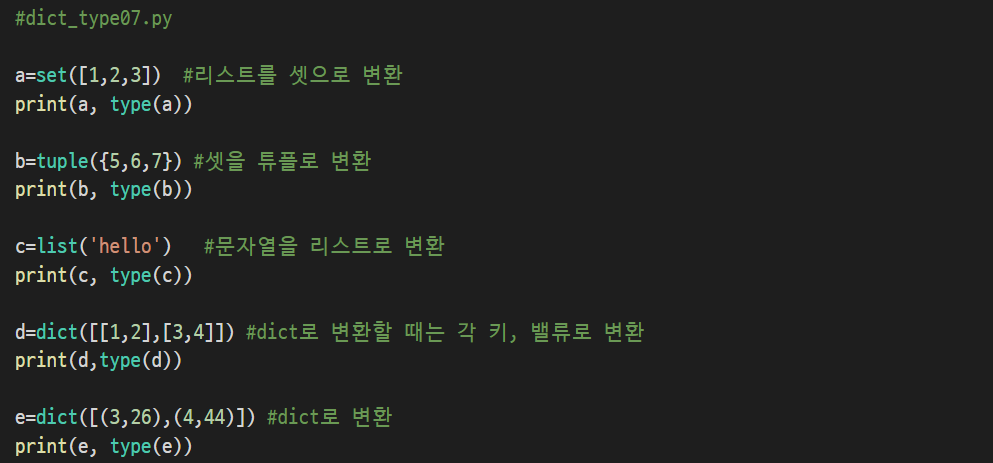 #dict_type07.py
a=set([1,2,3])  #리스트를 셋으로 변환
print(a, type(a))
b=tuple({5,6,7}) #셋을 튜플로 변환
print(b, type(b))
c=list('hello')   #문자열을 리스트로 변환
print(c, type(c))
d=dict([[1,2],[3,4]]) #dict로 변환할 때는 각 키, 밸류로 변환
print(d,type(d))
e=dict([(3,26),(4,44)]) #dict로 변환
print(e, type(e))